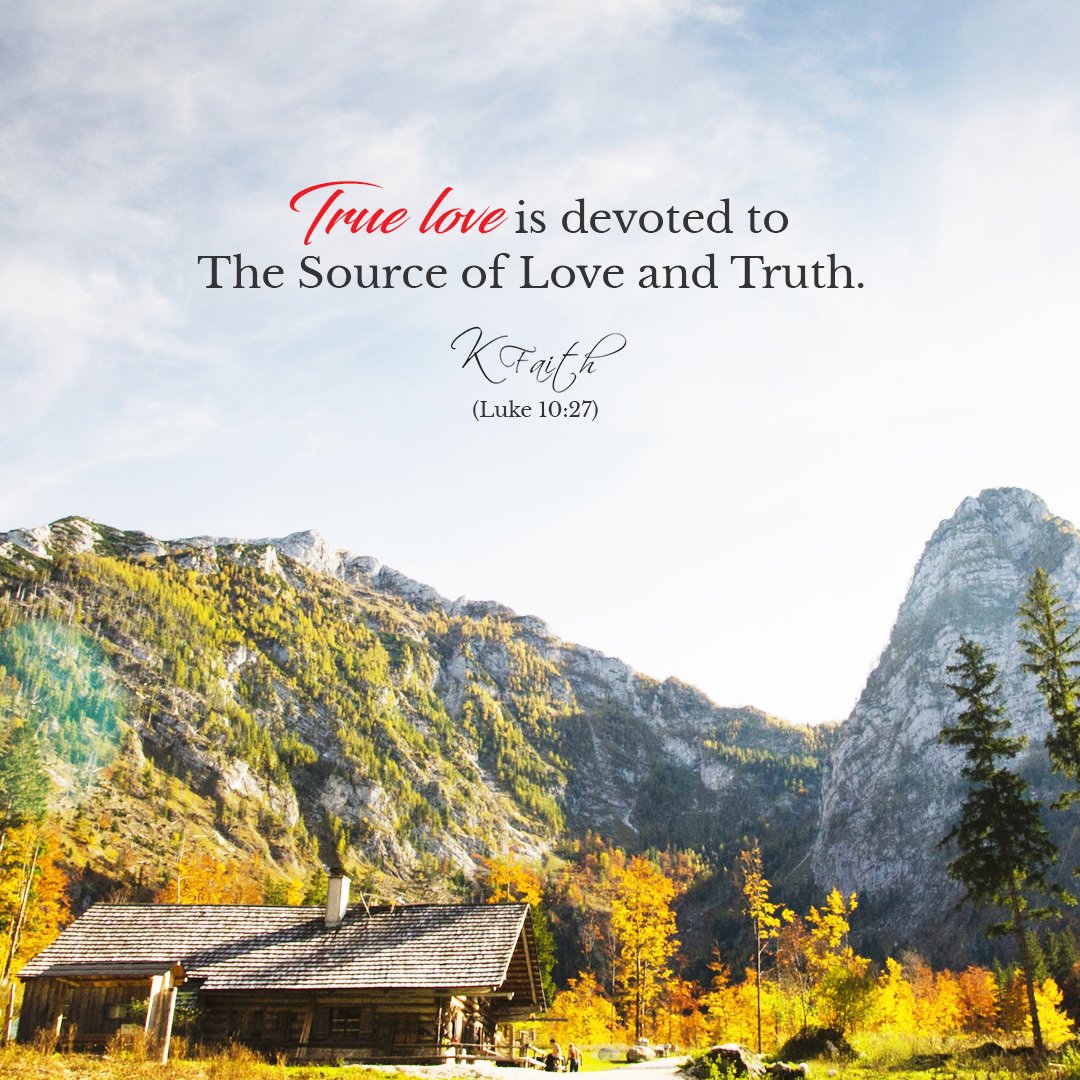 True love is devoted to
The Source of Love and Truth.
K Faith
(Luke 10:27)